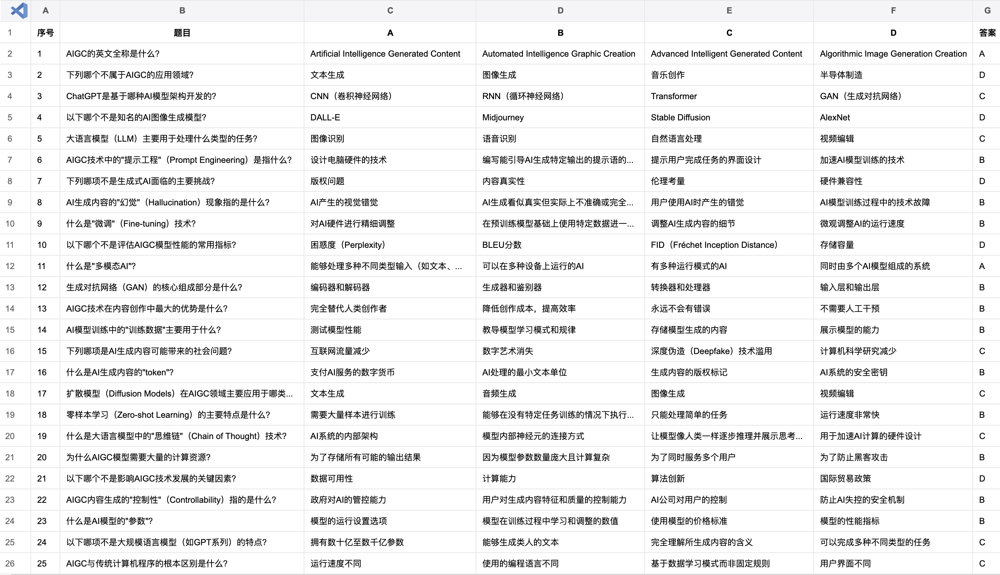 A B C D E F G
1 序号 题目 A B C D 答案
2 1 AIGC的英文全称是什么? Artificial Intelligence Generated Content Automated Intelligence Graphic Creation Advanced Intelligent Generated Content Algorithmic Image Generation Creation A
3 2 下列哪个不属于AIGC的应用领域? 文本生成 图像生成 音乐创作 半导体制造 D
4 3 ChatGPT是基于哪种AI模型架构开发的? CNN（卷积神经网络） RNN（循环神经网络） Transformer GAN（生成对抗网络） C
5 4 以下哪个不是知名的AI图像生成模型? DALL-E Midjourney Stable Diffusion AlexNet D
6 5 大语言模型（LLM）主要用于处理什么类型的任务? 图像识别 语音识别 自然语言处理 视频编辑 C
7 6 AIGC技术中的"提示工程"（Prompt Engineering）是指什么? 设计电脑硬件的技术 编写能引导AI生成特定输出的提示语的... 提示用户完成任务的界面设计 加速AI模型训练的技术 B
8 7 下列哪项不是生成式AI面临的主要挑战? 版权问题 内容真实性 伦理考量 硬件兼容性 D
9 8 AI生成内容的"幻觉"（Hallucination）现象指的是什么? AI产生的视觉错觉 AI生成看似真实但实际上不准确或完全... 用户使用AI时产生的错觉 AI模型训练过程中的技术故障 B
10 9 什么是"微调"（Fine-tuning）技术? 对AI硬件进行精细调整 在预训练模型基础上使用特定数据进一... 调整AI生成内容的细节 微观调整AI的运行速度 B
11 10 以下哪个不是评估AIGC模型性能的常用指标? 困惑度（Perplexity） BLEU分数 FID（Fréchet Inception Distance） 存储容量 D
12 11 什么是"多模态AI"? 能够处理多种不同类型输入（如文本、... 可以在多种设备上运行的AI 有多种运行模式的AI 同时由多个AI模型组成的系统 A
13 12 生成对抗网络（GAN）的核心组成部分是什么? 编码器和解码器 生成器和鉴别器 转换器和处理器 输入层和输出层 B
14 13 AIGC技术在内容创作中最大的优势是什么? 完全替代人类创作者 降低创作成本，提高效率 永远不会有错误 不需要人工干预 B
15 14 AI模型训练中的"训练数据"主要用于什么? 测试模型性能 教导模型学习模式和规律 存储模型生成的内容 展示模型的能力 B
16 15 下列哪项是AI生成内容可能带来的社会问题? 互联网流量减少 数字艺术消失 深度伪造（Deepfake）技术滥用 计算机科学研究减少 C
17 16 什么是AI生成内容的"token"? 支付AI服务的数字货币 AI处理的最小文本单位 生成内容的版权标记 AI系统的安全密钥 B
18 17 扩散模型（Diffusion Models）在AIGC领域主要应用于哪类... 文本生成 音频生成 图像生成 视频编辑 C
19 18 零样本学习（Zero-shot Learning）的主要特点是什么? 需要大量样本进行训练 能够在没有特定任务训练的情况下执行... 只能处理简单的任务 运行速度非常快 B
20 19 什么是大语言模型中的"思维链"（Chain of Thought）技术? AI系统的内部架构 模型内部神经元的连接方式 让模型像人类一样逐步推理并展示思考... 用于加速AI计算的硬件设计 C
21 20 为什么AIGC模型需要大量的计算资源? 为了存储所有可能的输出结果 因为模型参数数量庞大且计算复杂 为了同时服务多个用户 为了防止黑客攻击 B
22 21 以下哪个不是影响AIGC技术发展的关键因素? 数据可用性 计算能力 算法创新 国际贸易政策 D
23 22 AIGC内容生成的"控制性"（Controllability）指的是什么? 政府对AI的管控能力 用户对生成内容特征和质量的控制能力 AI公司对用户的控制 防止AI失控的安全机制 B
24 23 什么是AI模型的"参数"? 模型的运行设置选项 模型在训练过程中学习和调整的数值 使用模型的价格标准 模型的性能指标 B
25 24 以下哪项不是大规模语言模型（如GPT系列）的特点? 拥有数十亿至数千亿参数 能够生成类人的文本 完全理解所生成内容的含义 可以完成多种不同类型的任务 C
26 25 AIGC与传统计算机程序的根本区别是什么? 运行速度不同 使用的编程语言不同 基于数据学习模式而非固定规则 用户界面不同 C